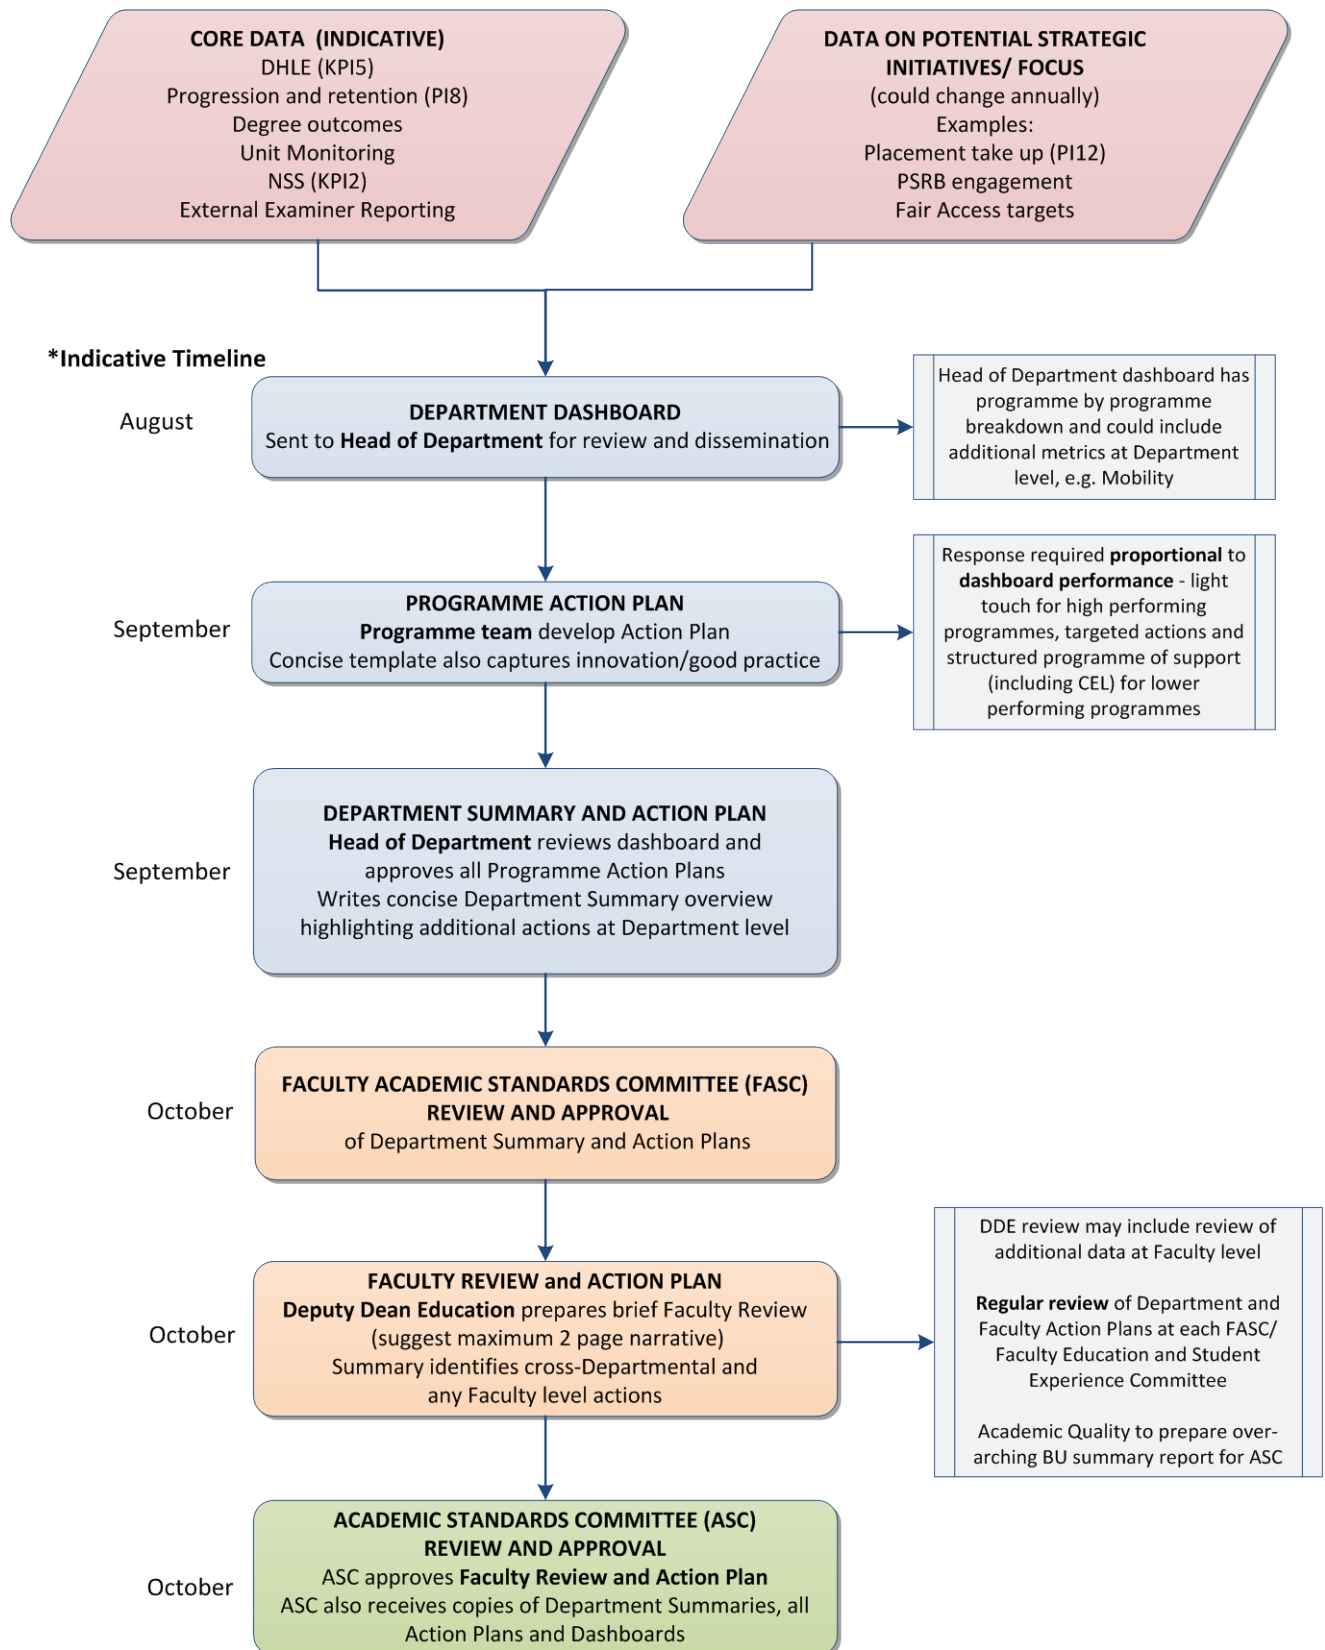 CORE DATA  (INDICATIVE)
DHLE (KPI5)
Progression and retention (PI8)
Degree outcomes
Unit Monitoring
NSS (KPI2)
External Examiner Reporting
DATA ON POTENTIAL STRATEGIC
INITIATIVES/ FOCUS
(could change annually)
Examples:
Placement take up (PI12)
PSRB engagement
Fair Access targets
*Indicative Timeline
August
DEPARTMENT DASHBOARD
Sent to Head of Department for review and dissemination
Head of Department dashboard has
programme by programme
breakdown and could include
additional metrics at Department
level, e.g. Mobility
September
PROGRAMME ACTION PLAN
Programme team develop Action Plan
Concise template also captures innovation/good practice
Response required proportional to
dashboard performance - light
touch for high performing
programmes, targeted actions and
structured programme of support
(including CEL) for lower
performing programmes
September
DEPARTMENT SUMMARY AND ACTION PLAN
Head of Department reviews dashboard and
approves all Programme Action Plans
Writes concise Department Summary overview
highlighting additional actions at Department level
October
FACULTY ACADEMIC STANDARDS COMMITTEE (FASC)
REVIEW AND APPROVAL
of Department Summary and Action Plans
October
FACULTY REVIEW and ACTION PLAN
Deputy Dean Education prepares brief Faculty Review
(suggest maximum 2 page narrative)
Summary identifies cross-Departmental and
any Faculty level actions
DDE review may include review of
additional data at Faculty level
Regular review of Department and
Faculty Action Plans at each FASC/
Faculty Education and Student
Experience Committee
Academic Quality to prepare over-
arching BU summary report for ASC
October
ACADEMIC STANDARDS COMMITTEE (ASC)
REVIEW AND APPROVAL
ASC approves Faculty Review and Action Plan
ASC also receives copies of Department Summaries, all
Action Plans and Dashboards